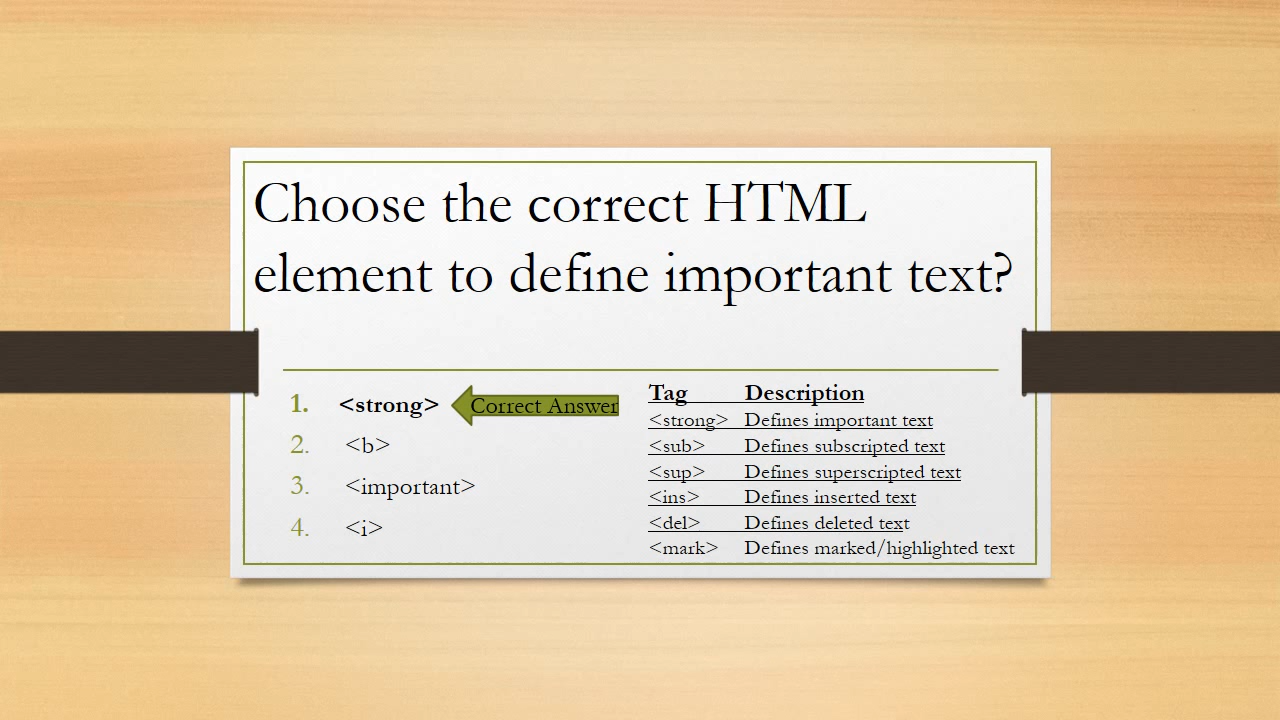 Choose the correct HTML
element to define important text?
1. <strong>
Correct Answer
2. <b>
3. <important>
4. <i>
Tag Description
<strong> Defines important text
<sub> Defines subscripted text
<sup> Defines superscripted text
<ins> Defines inserted text
<del> Defines deleted text
<mark> Defines marked/highlighted text